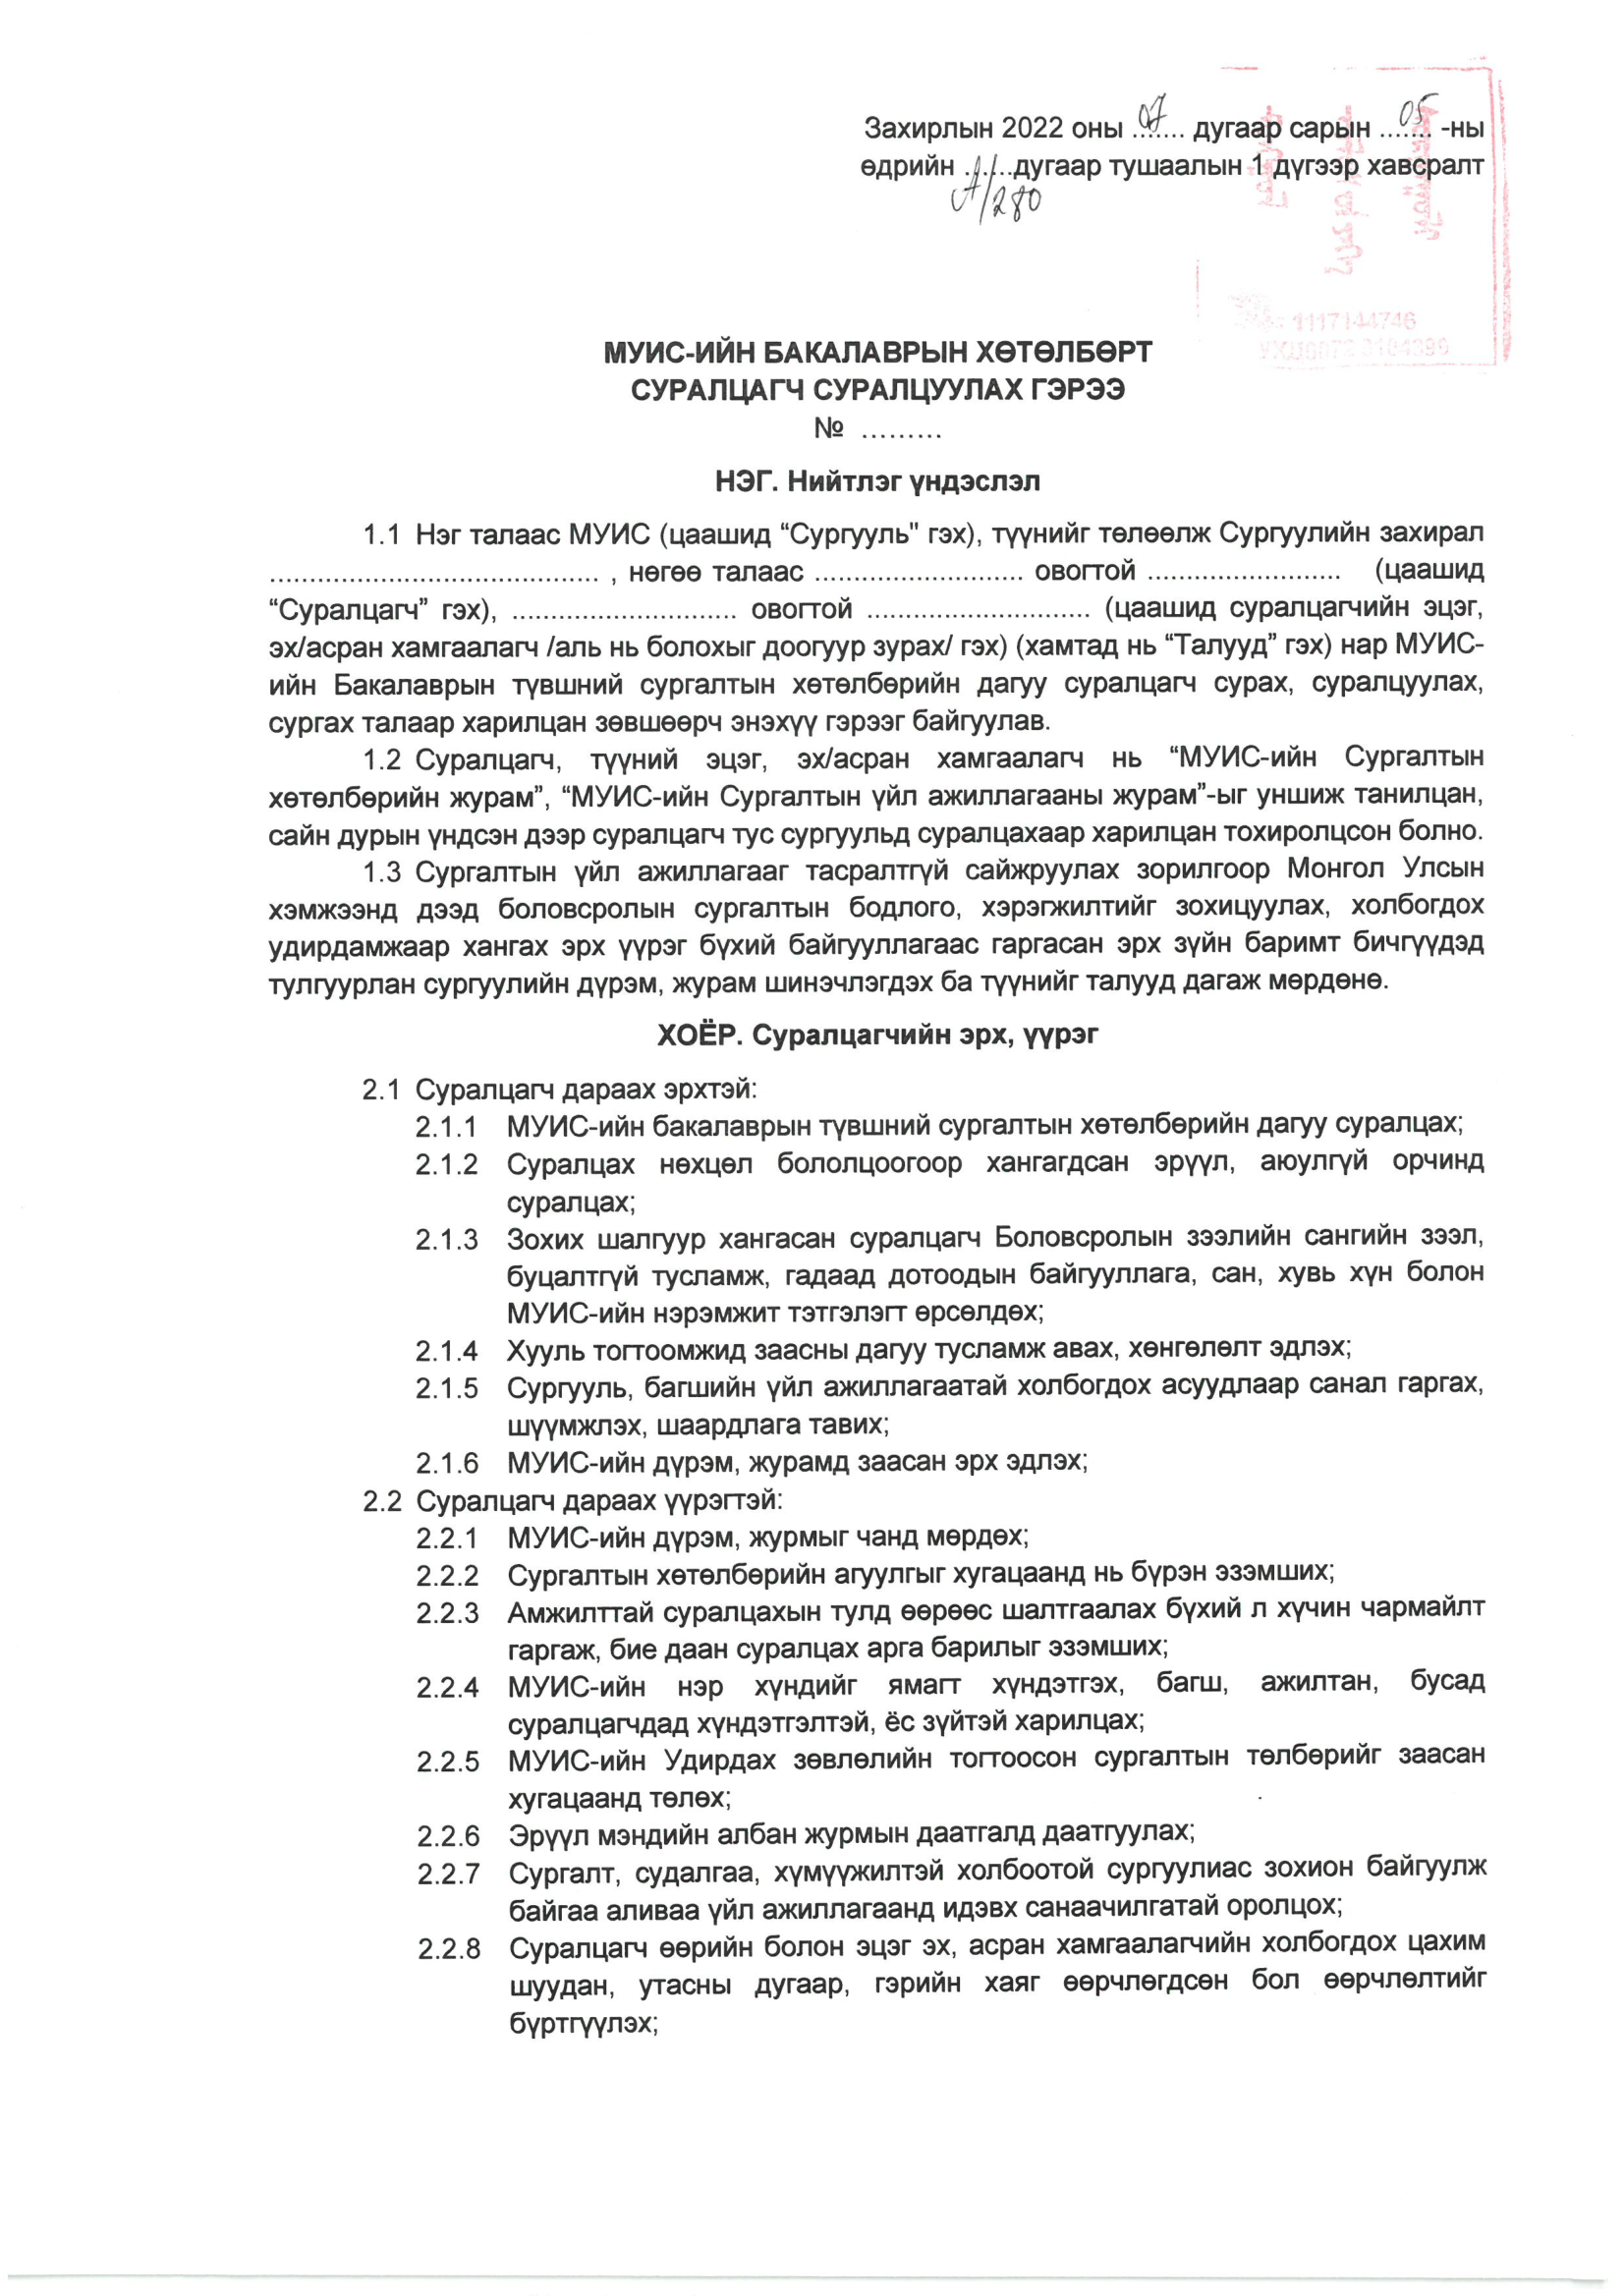 Захирлын 2022 оны ..07.. дугаар сарын ..05.. -ны
өдрийн ......дугаар тушаалын 1 дүгээр хавсралт
А/280
1117144746
МУИС-ИЙН БАКАЛАВРЫН ХӨТӨЛБӨРТ
СУРАЛЦАГЧ СУРАЛЦУУЛАХ ГЭРЭЭ
№ .........
НЭГ. Нийтлэг үндэслэл
1.1 Нэг талаас МУИС (цаашид “Сургууль" гэх), түүнийг төлөөлж Сургуулийн захирал
......................................... , нөгөө талаас .......................... овогтой ........................ (цаашид
“Суралцагч” гэх), ............................ овогтой ............................ (цаашид суралцагчийн эцэг,
эх/асран хамгаалагч /аль нь болохыг доогуур зурах/ гэх) (хамтад нь “Талууд” гэх) нар МУИС-
ийн Бакалаврын түвшний сургалтын хөтөлбөрийн дагуу суралцагч сурах, суралцуулах,
сургах талаар харилцан зөвшөөрч энэхүү гэрээг байгуулав.
1.2 Суралцагч, түүний эцэг, эх/асран хамгаалагч нь “МУИС-ийн Сургалтын
хөтөлбөрийн журам”, “МУИС-ийн Сургалтын үйл ажиллагааны журам”-ыг уншиж танилцан,
сайн дурын үндсэн дээр суралцагч тус сургуульд суралцахаар харилцан тохиролцсон болно.
1.3 Сургалтын үйл ажиллагааг тасралтгүй сайжруулах зорилгоор Монгол Улсын
хэмжээнд дээд боловсролын сургалтын бодлого, хэрэгжилтийг зохицуулах, холбогдох
удирдамжаар хангах эрх үүрэг бүхий байгууллагаас гаргасан эрх зүйн баримт бичгүүдэд
тулгуурлан сургуулийн дүрэм, журам шинэчлэгдэх ба түүнийг талууд дагаж мөрдөнө.
ХОЁР. Суралцагчийн эрх, үүрэг
2.1 Суралцагч дараах эрхтэй:
2.1.1 МУИС-ийн бакалаврын түвшний сургалтын хөтөлбөрийн дагуу суралцах;
2.1.2 Суралцах нөхцөл бололцоогоор хангагдсан эрүүл, аюулгүй орчинд
суралцах;
2.1.3 Зохих шалгуур хангасан суралцагч Боловсролын зээлийн сангийн зээл,
буцалтгүй тусламж, гадаад дотоодын байгууллага, сан, хувь хүн болон
МУИС-ийн нэрэмжит тэтгэлэгт өрсөлдөх;
2.1.4 Хууль тогтоомжид заасны дагуу тусламж авах, хөнгөлөлт эдлэх;
2.1.5 Сургууль, багшийн үйл ажиллагаатай холбогдох асуудлаар санал гаргах,
шүүмжлэх, шаардлага тавих;
2.1.6 МУИС-ийн дүрэм, журамд заасан эрх эдлэх;
2.2 Суралцагч дараах үүрэгтэй:
2.2.1 МУИС-ийн дүрэм, журмыг чанд мөрдөх;
2.2.2 Сургалтын хөтөлбөрийн агуулгыг хугацаанд нь бүрэн эзэмших;
2.2.3 Амжилттай суралцахын тулд өөрөөс шалтгаалах бүхий л хүчин чармайлт
гаргаж, бие даан суралцах арга барилыг эзэмших;
2.2.4 МУИС-ийн нэр хүндийг ямагт хүндэтгэх, багш, ажилтан, бусад
суралцагчдад хүндэтгэлтэй, ёс зүйтэй харилцах;
2.2.5 МУИС-ийн Удирдах зөвлөлийн тогтоосон сургалтын төлбөрийг заасан
хугацаанд төлөх;
2.2.6 Эрүүл мэндийн албан журмын даатгалд даатгуулах;
2.2.7 Сургалт, судалгаа, хүмүүжилтэй холбоотой сургуулиас зохион байгуулж
байгаа аливаа үйл ажиллагаанд идэвх санаачилгатай оролцох;
2.2.8 Суралцагч өөрийн болон эцэг эх, асран хамгаалагчийн холбогдох цахим
шуудан, утасны дугаар, гэрийн хаяг өөрчлөгдсөн бол өөрчлөлтийг
бүртгүүлэх;